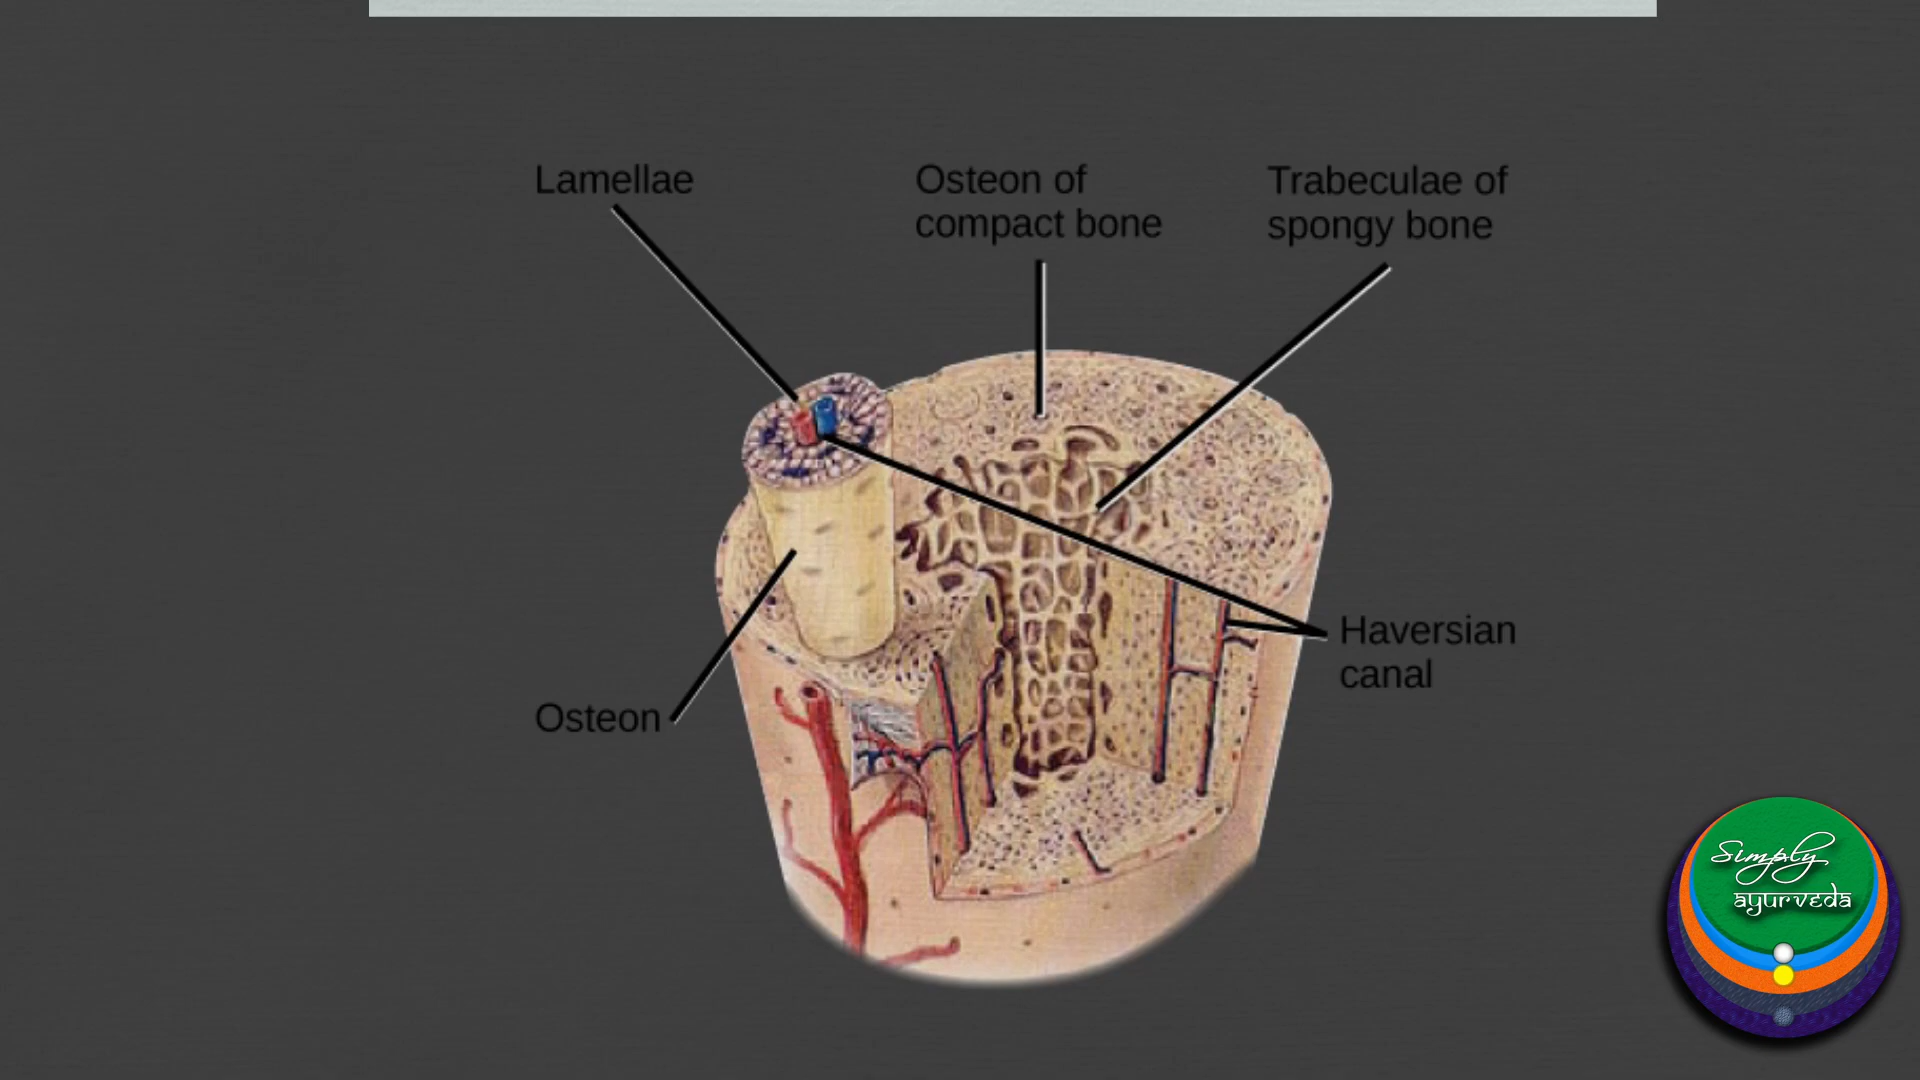 Lamellae
Osteon of
compact bone
Trabeculae of
spongy bone
Haversian
canal
Osteon
Simply
ayurveda